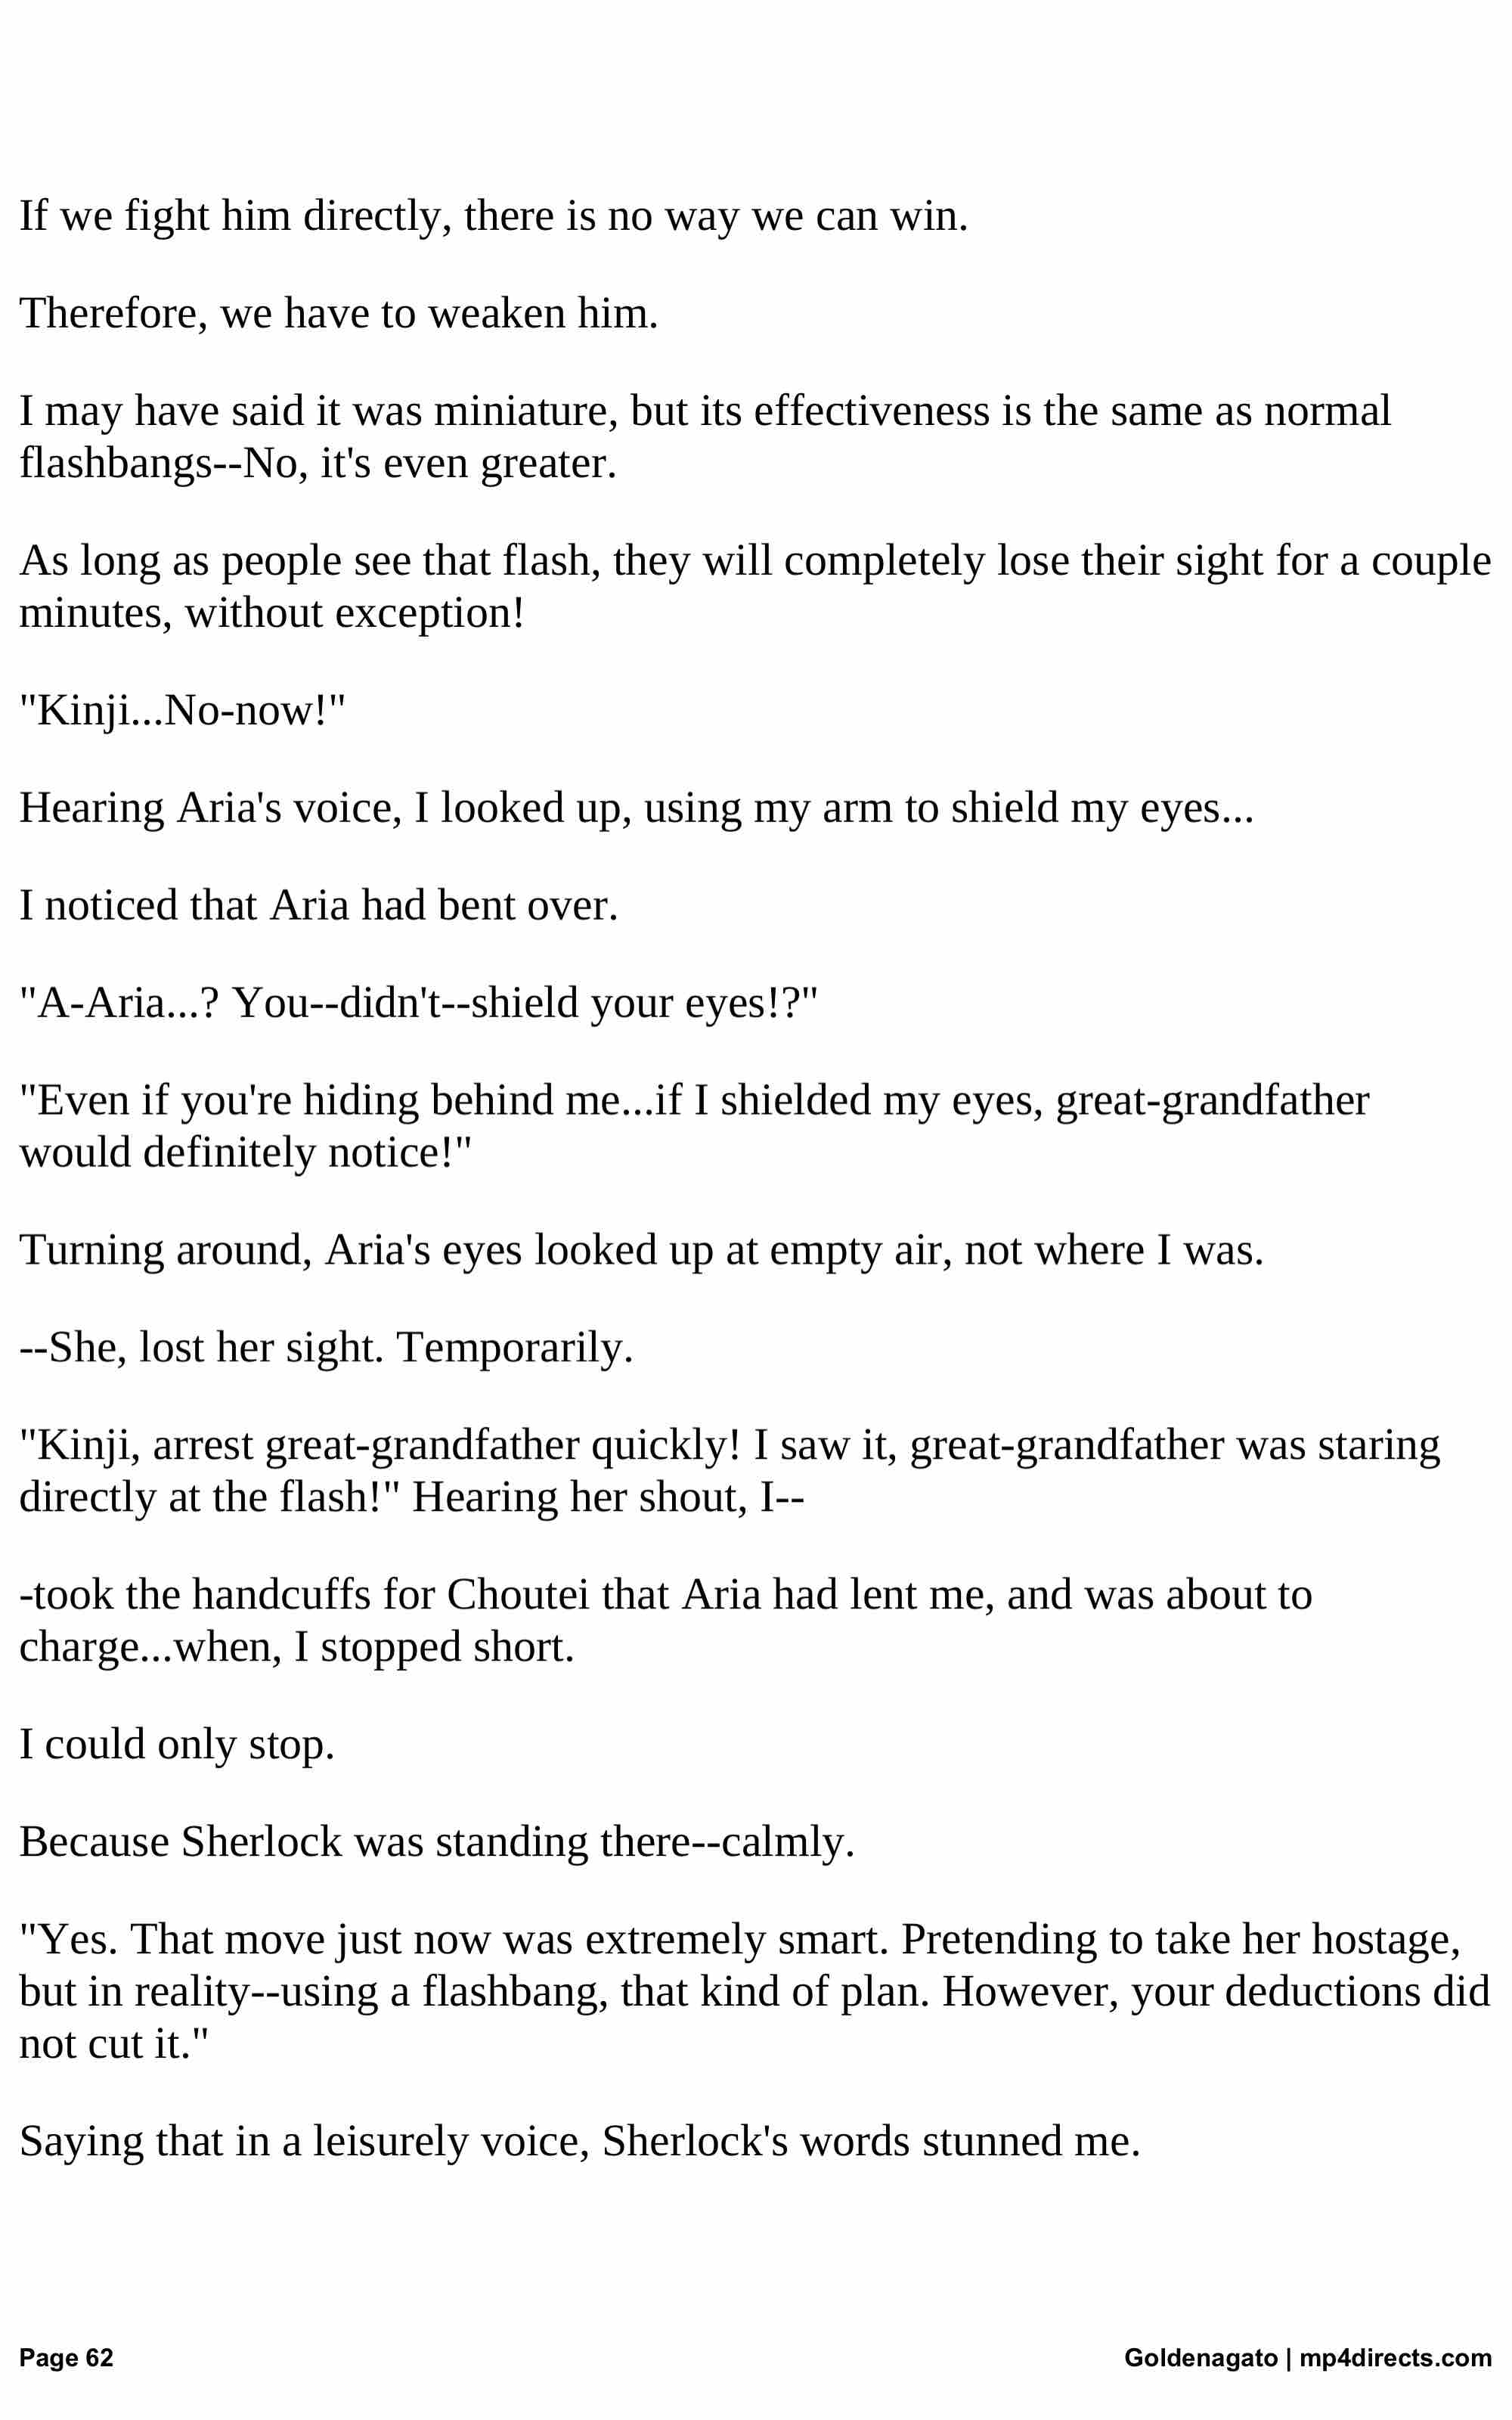 If we fight him directly, there is no way we can win.
Therefore, we have to weaken him.
I may have said it was miniature, but its effectiveness is the same as normal
flashbangs--No, it's even greater.
As long as people see that flash, they will completely lose their sight for a couple
minutes, without exception!
"Kinji...No-now!"
Hearing Aria's voice, I looked up, using my arm to shield my eyes...
I noticed that Aria had bent over.
"A-Aria...? You--didn't--shield your eyes!?"
"Even if you're hiding behind me...if I shielded my eyes, great-grandfather
would definitely notice!"
Turning around, Aria's eyes looked up at empty air, not where I was.
--She, lost her sight. Temporarily.
"Kinji, arrest great-grandfather quickly! I saw it, great-grandfather was staring
directly at the flash!" Hearing her shout, I--
-took the handcuffs for Choutei that Aria had lent me, and was about to
charge...when, I stopped short.
I could only stop.
Because Sherlock was standing there--calmly.
"Yes. That move just now was extremely smart. Pretending to take her hostage,
but in reality--using a flashbang, that kind of plan. However, your deductions did
not cut it."
Saying that in a leisurely voice, Sherlock's words stunned me.
Page 62
Goldenagato | mp4directs.com